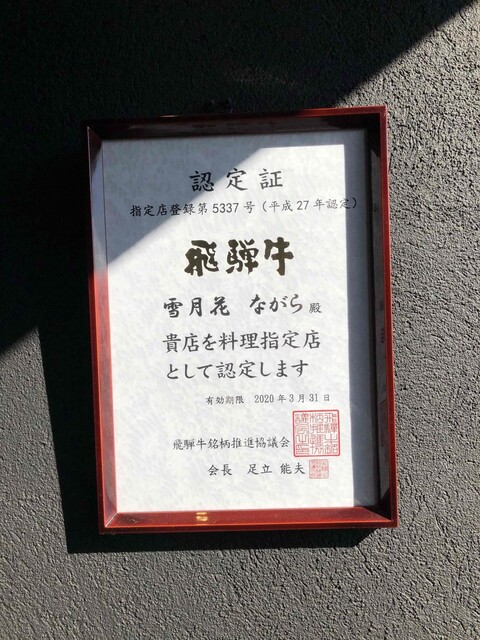 認定証
指定店登録第5337号（平成27年認定）
飛騨牛
雪月花 ながら 殿
貴店を料理指定店
として認定します
有効期限 2020年3月31日
飛騨牛銘柄推進協議会
会長 足立 能夫